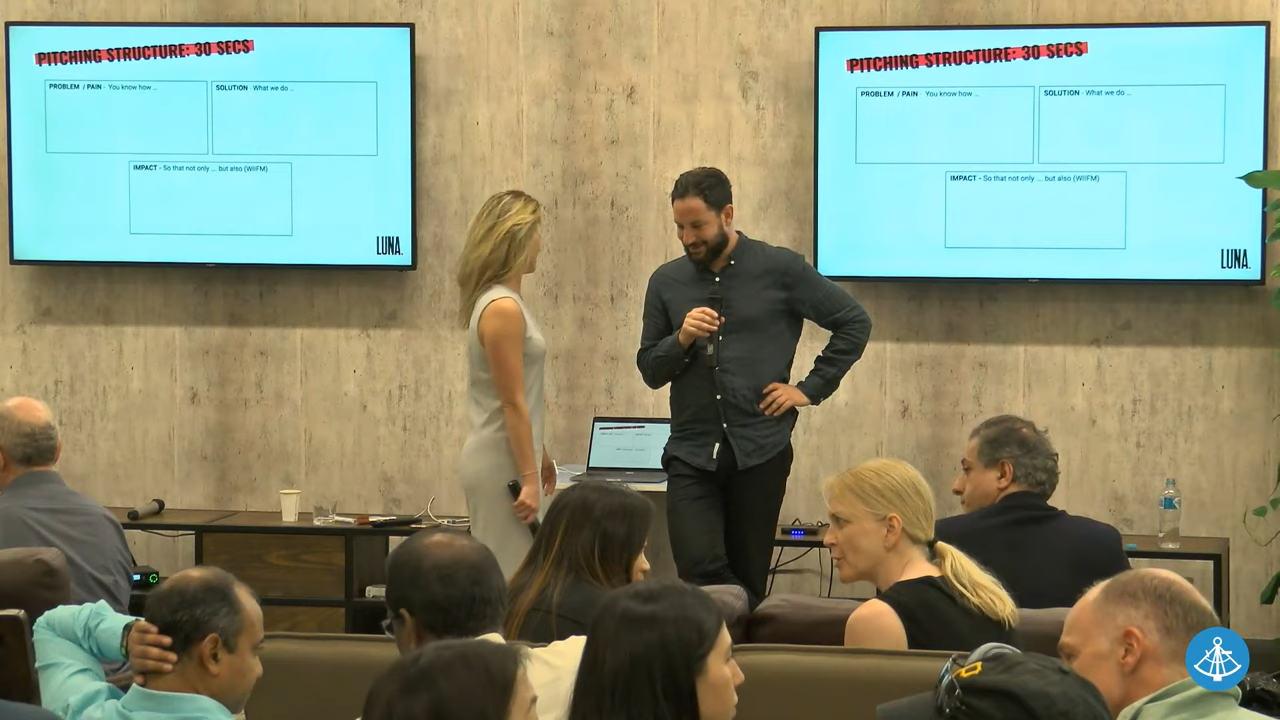 PITCHING STRUCTURE: 30 SECS
PROBLEM / PAIN - You know how ...
SOLUTION - What we do ...
IMPACT - So that not only ... but also (WIIFM)
LUNA.
PITCHING STRUCTURE: 30 SECS
PROBLEM / PAIN - You know how ...
SOLUTION - What we do ...
IMPACT - So that not only ... but also (WIIFM)
LUNA.